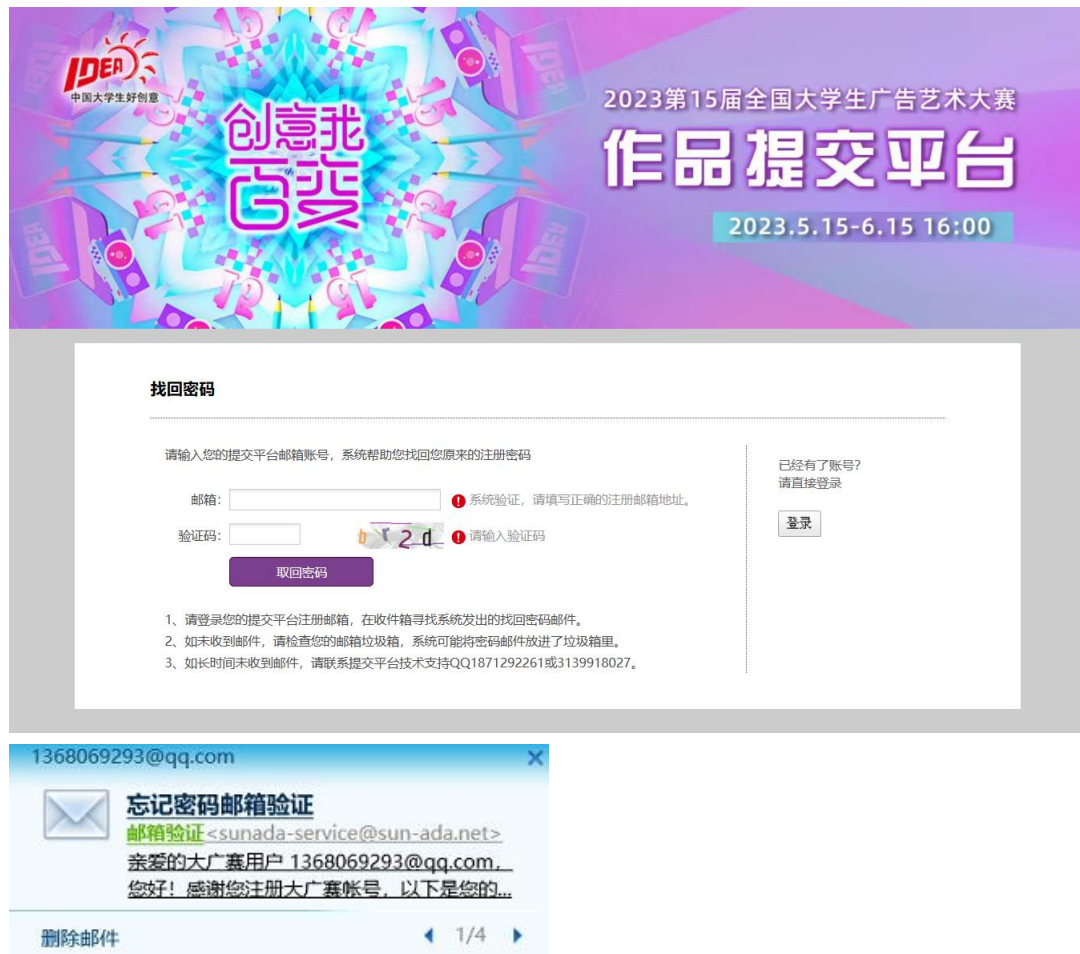 IDEA
中国大学生好创意
创意我
百变
2023第15届全国大学生广告艺术大赛
作品提交平台
2023.5.15-6.15 16:00
找回密码
请输入您的提交平台邮箱账号，系统帮助您找回您原来的注册密码
邮箱：
系统验证，请填写正确的注册邮箱地址。
验证码：
br2d
请输入验证码
取回密码
已经有了账号？
请直接登录
登录
1、请登录您的提交平台注册邮箱，在收件箱寻找系统发出的找回密码邮件。
2、如未收到邮件，请检查您的邮箱垃圾箱，系统可能将密码邮件放进了垃圾箱里。
3、如长时间未收到邮件，请联系提交平台技术支持QQ1871292261或3139918027。
1368069293@qq.com
忘记密码邮箱验证
邮箱验证<sunada-service@sun-ada.net>
亲爱的大广赛用户 1368069293@qq.com，
您好！感谢您注册大广赛帐号，以下是您的...
删除邮件
1/4